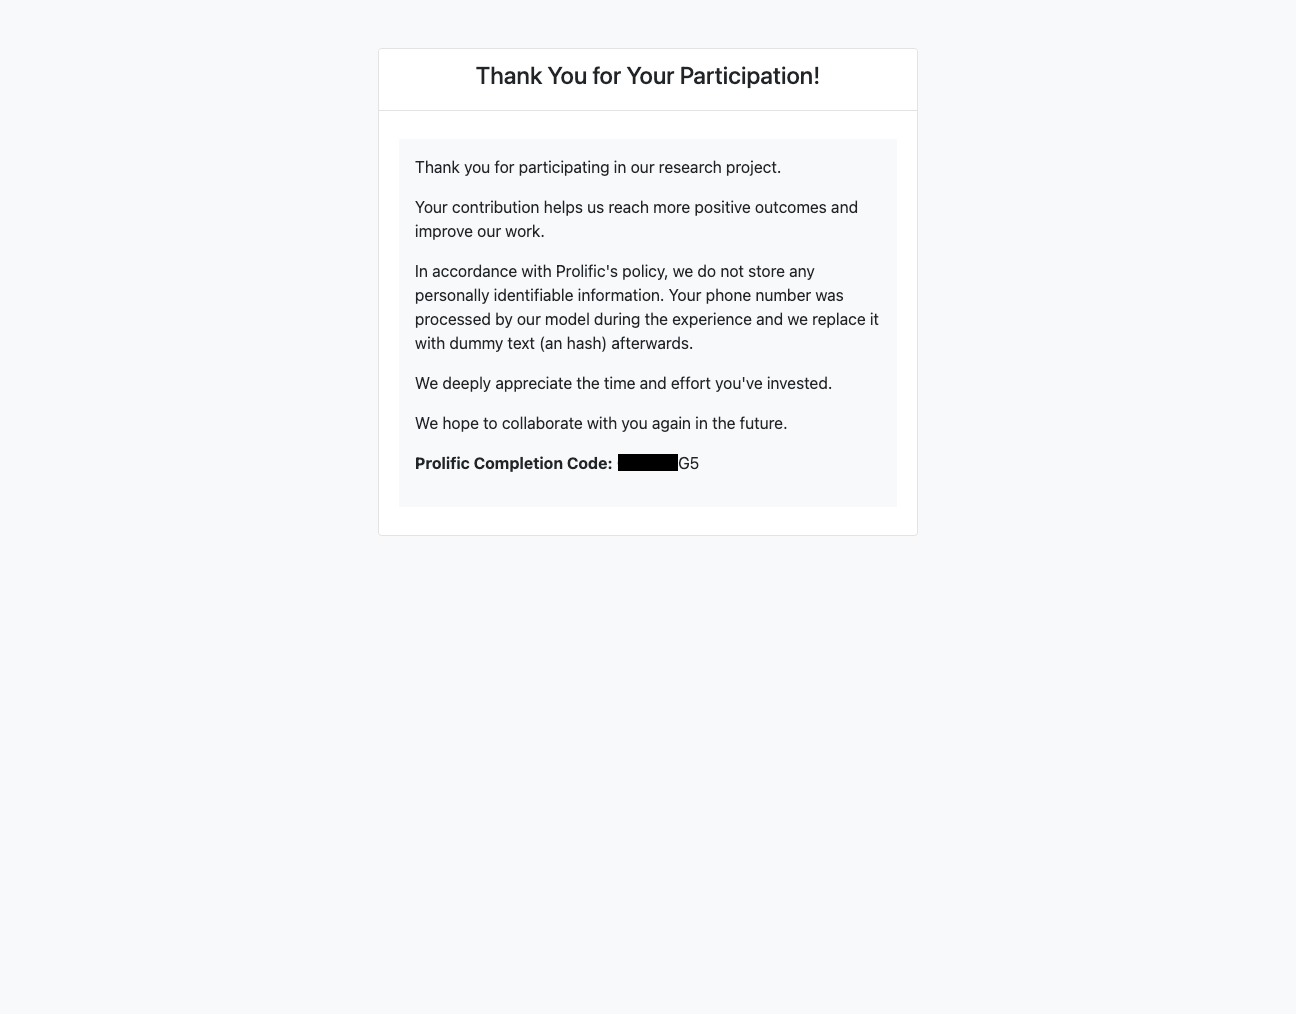 Thank You for Your Participation!
Thank you for participating in our research project.
Your contribution helps us reach more positive outcomes and
improve our work.
In accordance with Prolific's policy, we do not store any
personally identifiable information. Your phone number was
processed by our model during the experience and we replace it
with dummy text (an hash) afterwards.
We deeply appreciate the time and effort you've invested.
We hope to collaborate with you again in the future.
Prolific Completion Code: G5